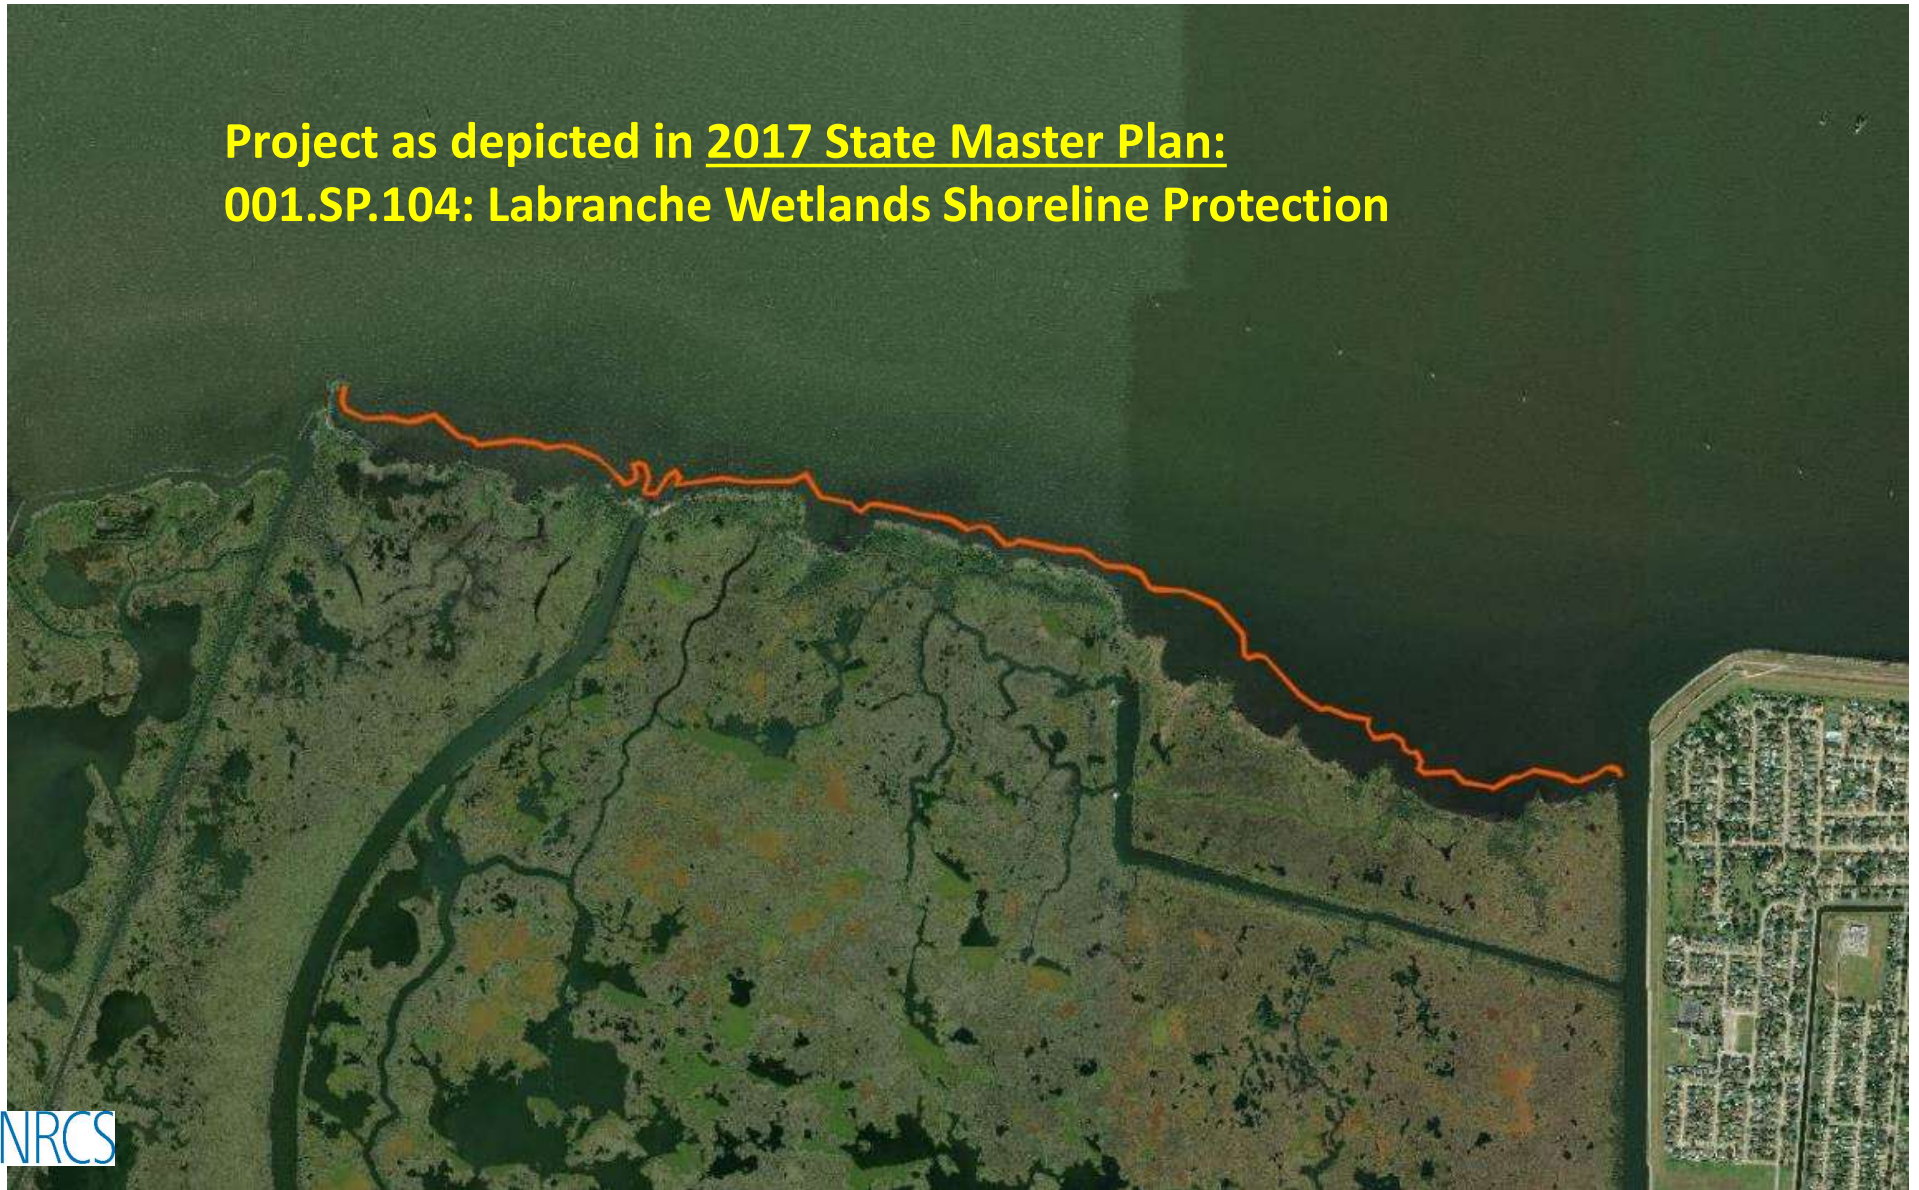 Project as depicted in 2017 State Master Plan:
001.SP.104: Labranche Wetlands Shoreline Protection
NRCS